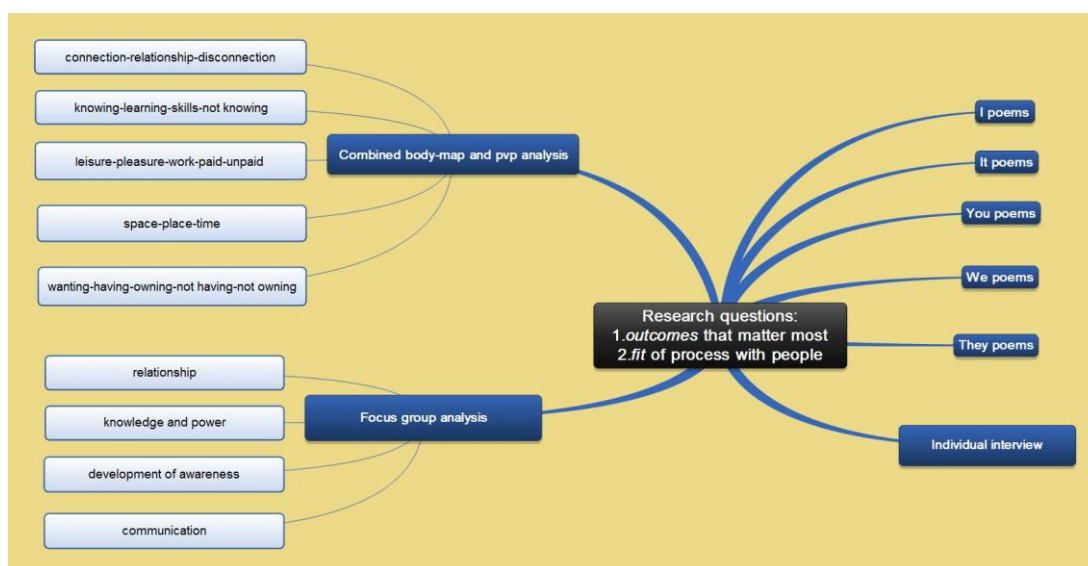 connection-relationship-disconnection
knowing-learning-skills-not knowing
leisure-pleasure-work-paid-unpaid
space-place-time
wanting-having-owning-not having-not owning
Combined body-map and pvp analysis
relationship
knowledge and power
development of awareness
communication
Focus group analysis
Research questions:
1.outcomes that matter most
2.fit of process with people
I poems
It poems
You poems
We poems
They poems
Individual interview